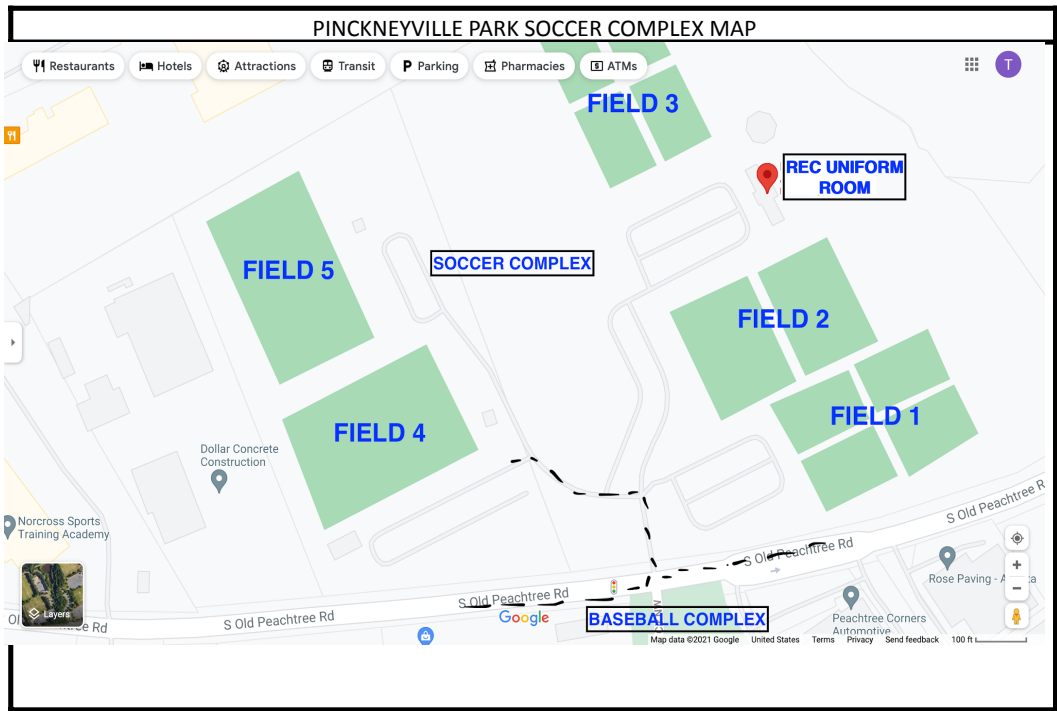 PINCKNEYVILLE PARK SOCCER COMPLEX MAP
Restaurants
Hotels
Attractions
Transit
P Parking
Pharmacies
ATMs
T
FIELD 3
REC UNIFORM
ROOM
SOCCER COMPLEX
FIELD 5
FIELD 2
FIELD 1
FIELD 4
Dollar Concrete
Construction
Norcross Sports
Training Academy
S Old Peachtree R
S Old Peachtree Rd
Rose Paving - A
Layers
S Old Peachtree Rd
S Old Peachtree Rd
Google
BASEBALL COMPLEX
Peachtree Corners
Automotive
Map data ©2021 Google
United States
Terms
Privacy
Send feedback
100 ft